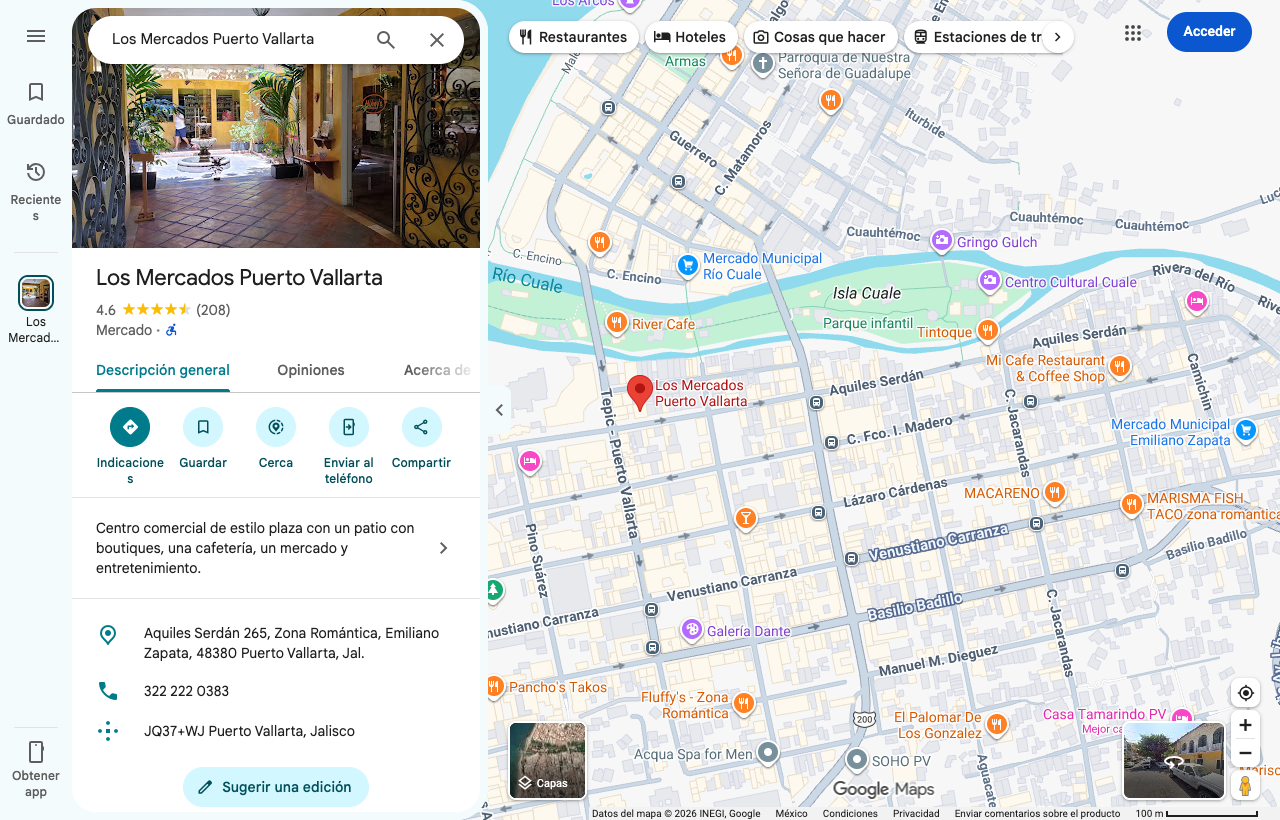 Los Mercados Puerto Vallarta
Guardado
Reciente
s
Los
Mercad...
Obtener
app
Los Mercados Puerto Vallarta
4.6 (208)
Mercado ·
Descripción general
Opiniones
Acerca de
Indicacione
s
Guardar
Cerca
Enviar al
teléfono
Compartir
Centro comercial de estilo plaza con un patio con
boutiques, una cafetería, un mercado y
entretenimiento.
Aquiles Serdán 265, Zona Romántica, Emiliano
Zapata, 48380 Puerto Vallarta, Jal.
322 222 0383
JQ37+WJ Puerto Vallarta, Jalisco
Sugerir una edición
Restaurantes
Hoteles
Cosas que hacer
Estaciones de tr
Acceder
Los Arcos
Armas
Parroquia de Nuestra
Señora de Guadalupe
Iturbide
Guerrero
C. Matamoros
Cuauhtémoc
Cuauhtémoc
Cuauhtémoc
Gringo Gulch
C. Encino
C. Encino
Mercado Municipal
Río Cuale
Río Cuale
Isla Cuale
Centro Cultural Cuale
Rivera del Río
River Cafe
Parque infantil
Tintoque
Aquiles Serdán
Mi Cafe Restaurant
& Coffee Shop
Camichín
Los Mercados
Puerto Vallarta
Aquiles Serdán
Tepic - Puerto Vallarta
C. Fco. I. Madero
C. Jacarandas
Mercado Municipal
Emiliano Zapata
Lázaro Cárdenas
MACARENO
MARISMA FISH
TACO zona romantica
Pino Suárez
Venustiano Carranza
Basilio Badillo
Venustiano Carranza
nustiano Carranza
Basilio Badillo
C. Jacarandas
Galería Dante
Manuel M. Dieguez
Pancho's Takos
Fluffy's - Zona
Romántica
200
El Palomar De
Los Gonzalez
Casa Tamarindo PV
Mejor ca
Acqua Spa for Men
SOHO PV
Aguacate
Capas
Google Maps
Datos del mapa © 2026 INEGI, Google
México
Condiciones
Privacidad
Enviar comentarios sobre el producto
100 m